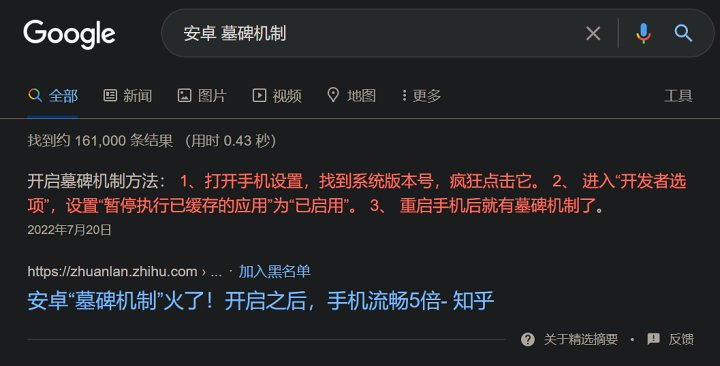 Google 安卓 墓碑机制
全部 新闻 图片 视频 地图 更多 工具
找到约 161,000 条结果 （用时 0.43 秒）
开启墓碑机制方法： 1、打开手机设置，找到系统版本号，疯狂点击它。 2、 进入“开发者选
项”，设置“暂停执行已缓存的应用”为“已启用”。 3、 重启手机后就有墓碑机制了。
2022年7月20日
https://zhuanlan.zhihu.com › ... · 加入黑名单
安卓“墓碑机制”火了！开启之后，手机流畅5倍- 知乎
关于精选摘要 • 反馈